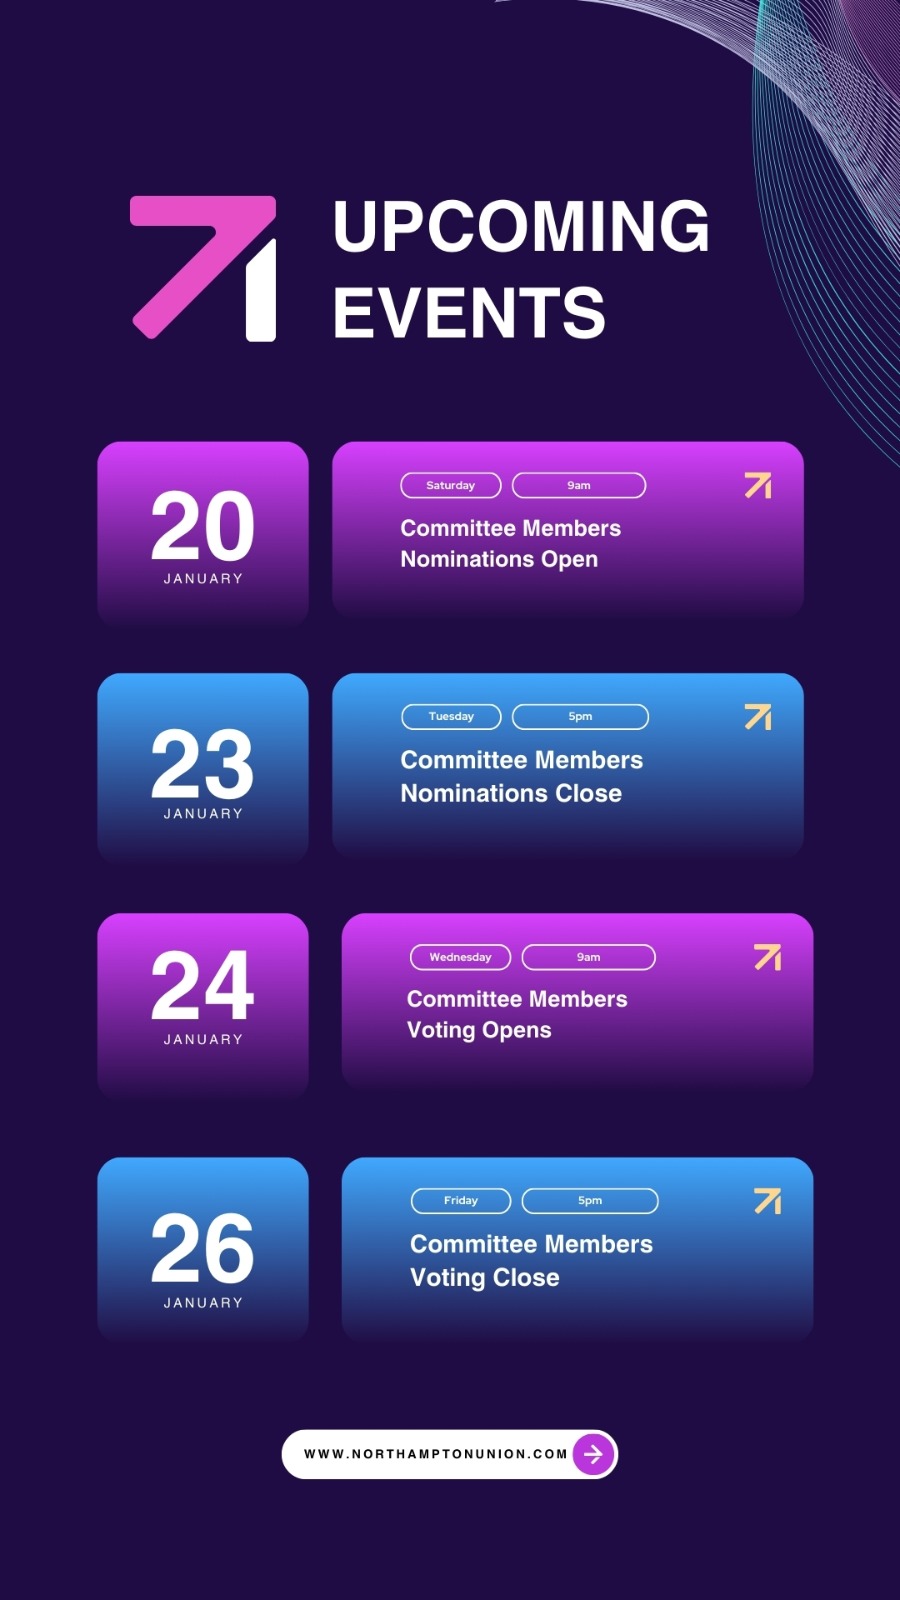 UPCOMING
EVENTS
20
JANUARY
Saturday 9am
Committee Members
Nominations Open
23
JANUARY
Tuesday 5pm
Committee Members
Nominations Close
24
JANUARY
Wednesday 9am
Committee Members
Voting Opens
26
JANUARY
Friday 5pm
Committee Members
Voting Close
WWW.NORTHAMPTONUNION.COM